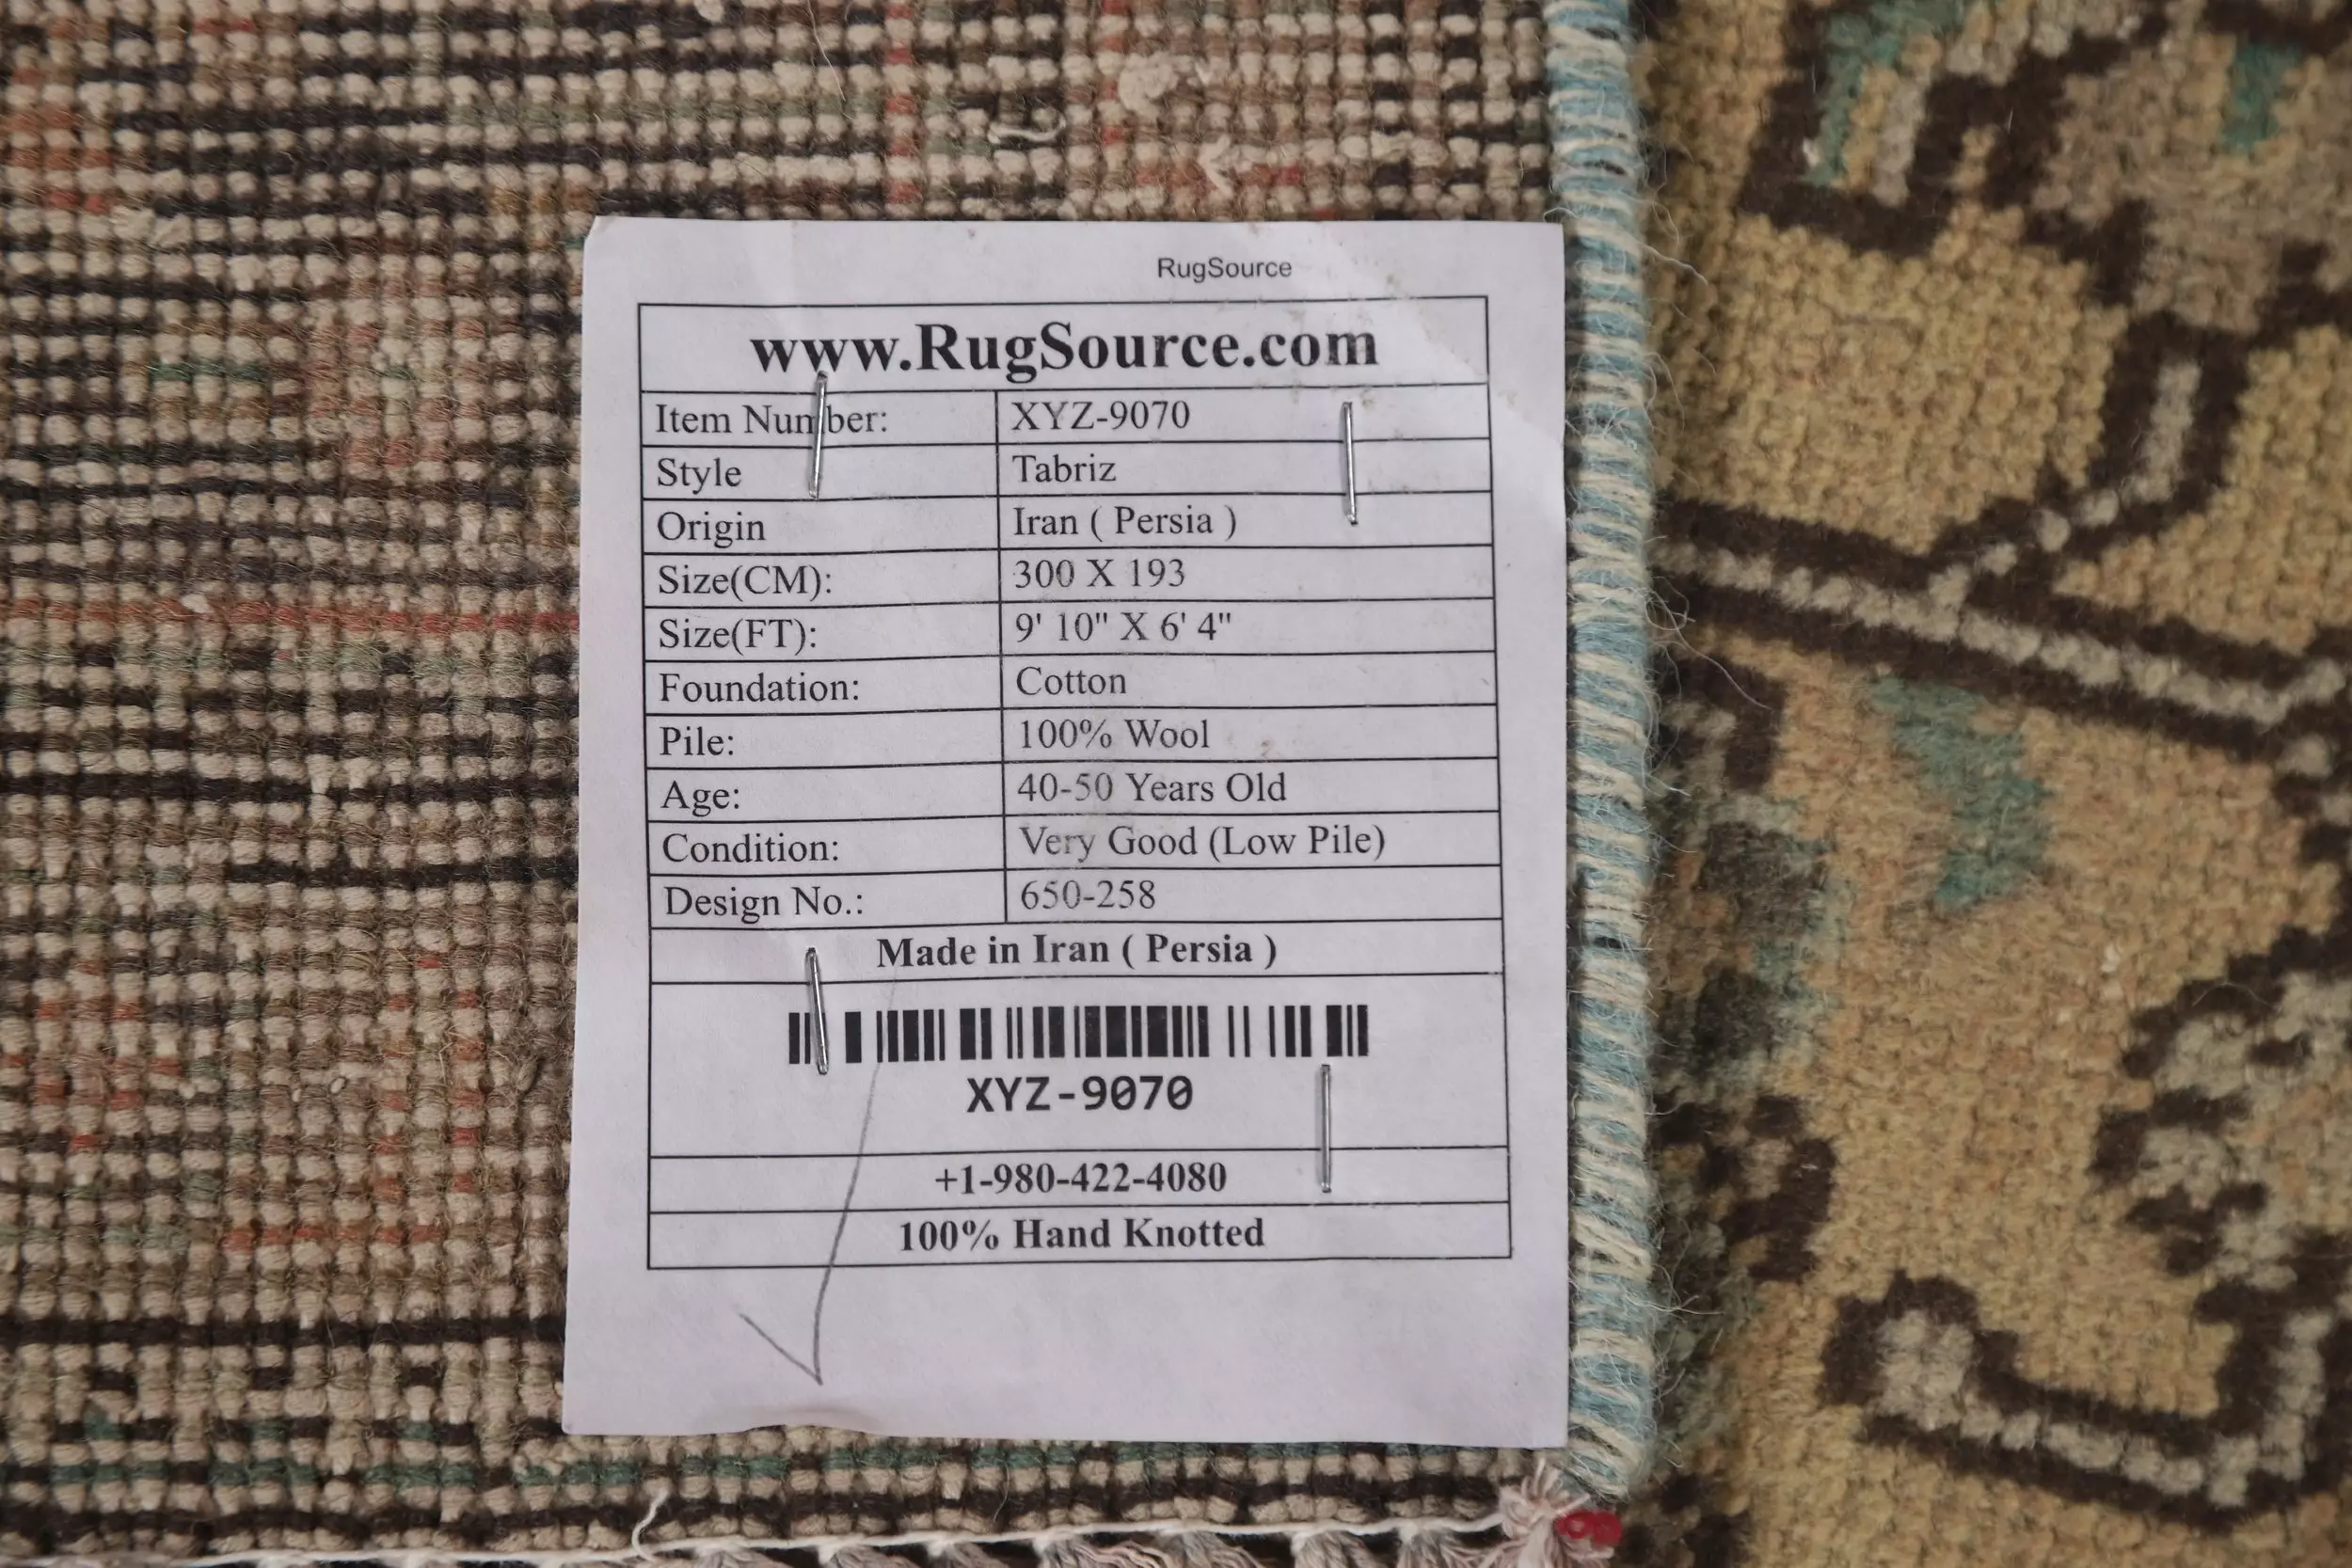 RugSource
www.RugSource.com
Item Number: XYZ-9070
Style Tabriz
Origin Iran ( Persia )
Size(CM): 300 X 193
Size(FT): 9' 10" X 6' 4"
Foundation: Cotton
Pile: 100% Wool
Age: 40-50 Years Old
Condition: Very Good (Low Pile)
Design No.: 650-258
Made in Iran ( Persia )
XYZ-9070
+1-980-422-4080
100% Hand Knotted